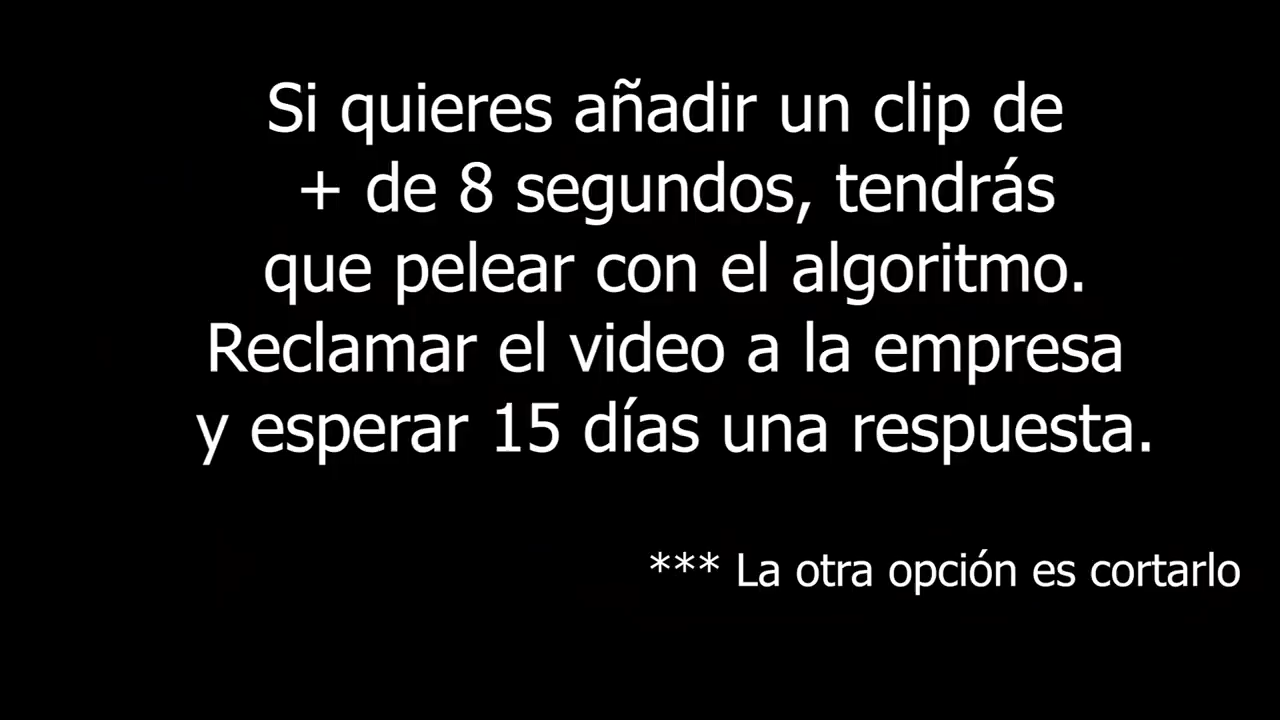 Si quieres añadir un clip de
+ de 8 segundos, tendrás
que pelear con el algoritmo.
Reclamar el video a la empresa
y esperar 15 días una respuesta.
*** La otra opción es cortarlo